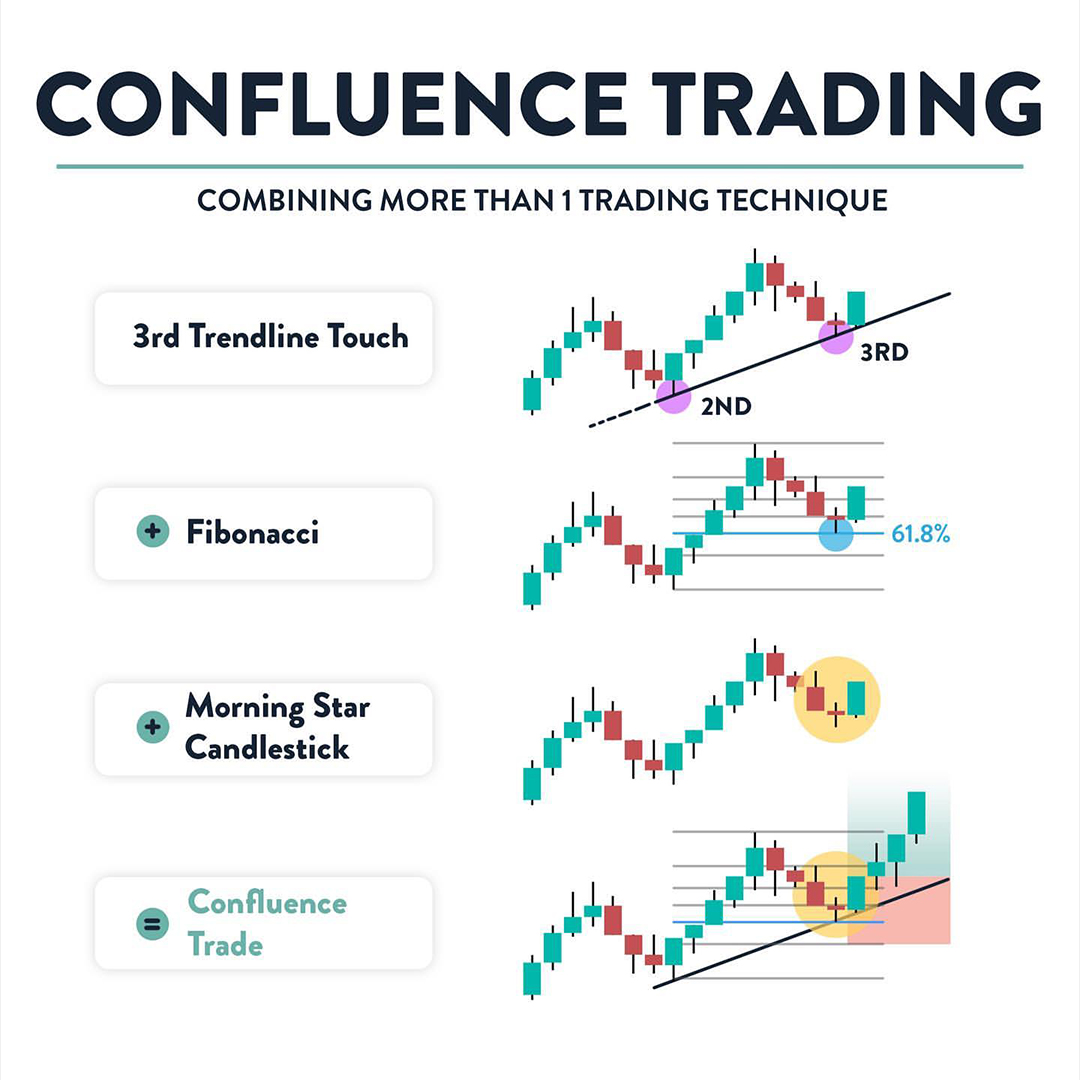 CONFLUENCE TRADING
COMBINING MORE THAN 1 TRADING TECHNIQUE
3rd Trendline Touch
3RD
2ND
+ Fibonacci
61.8%
+ Morning Star
Candlestick
= Confluence
Trade